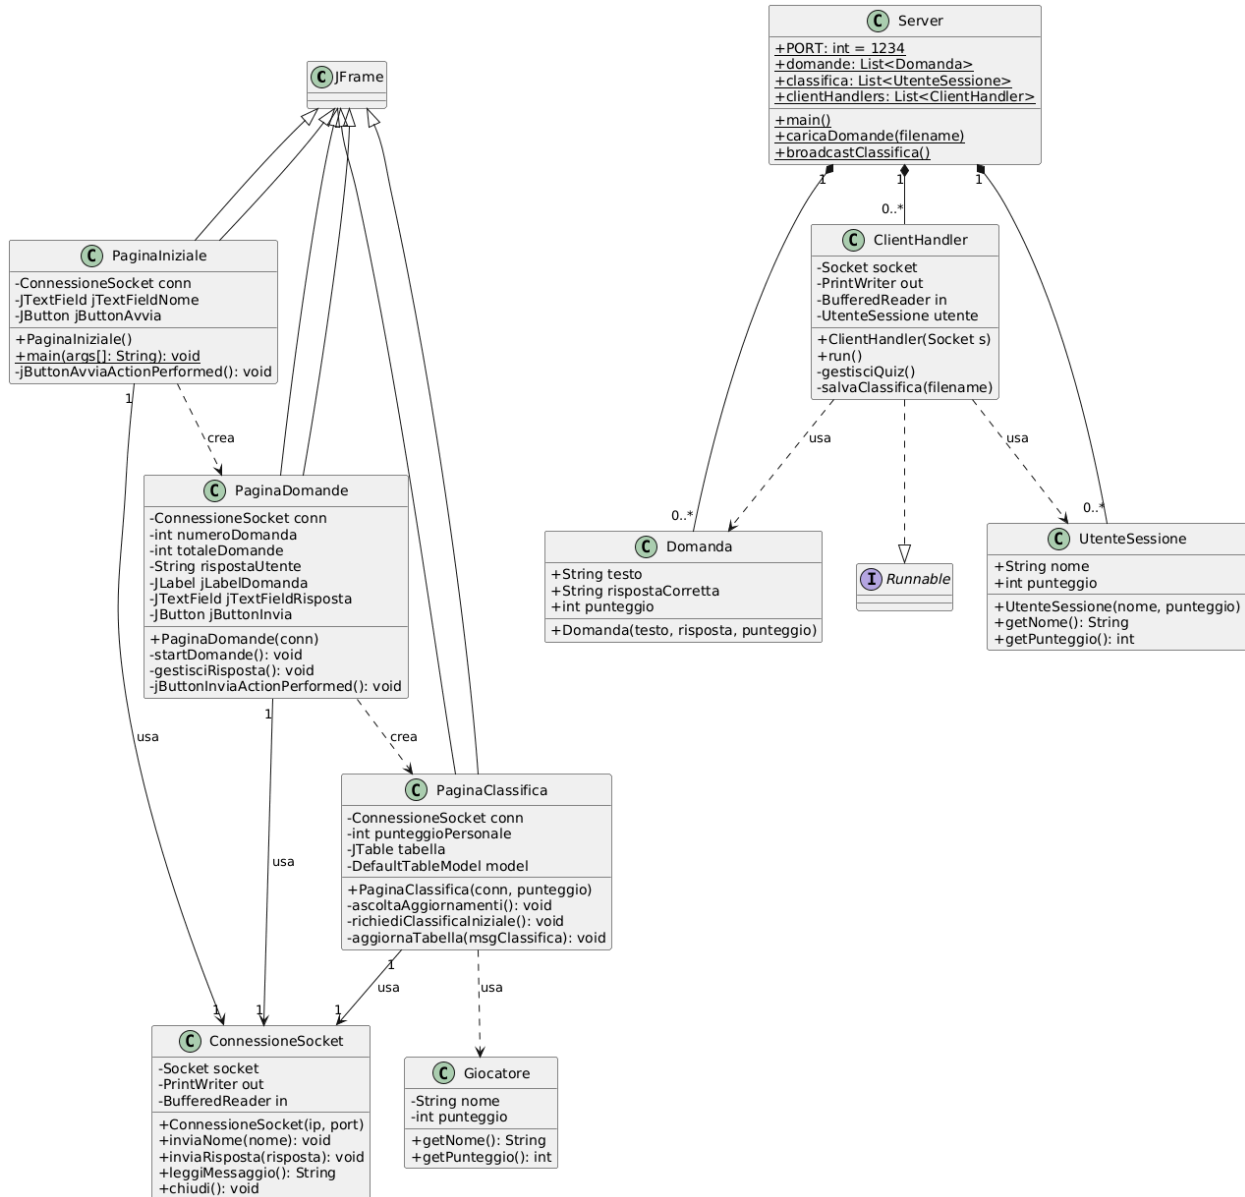 C Server
+PORT: int = 1234
+domande: List<Domanda>
+classifica: List<UtenteSessione>
+clientHandlers: List<ClientHandler>
+main()
+caricaDomande(filename)
+broadcastClassifica()
C JFrame
1
1
1
0..*
C PaginaIniziale
-ConnessioneSocket conn
-JTextField jTextFieldNome
-JButton jButtonAvvia
+PaginaIniziale()
+main(args[]: String): void
-jButtonAvviaActionPerformed(): void
C ClientHandler
-Socket socket
-PrintWriter out
-BufferedReader in
-UtenteSessione utente
+ClientHandler(Socket s)
+run()
-gestisciQuiz()
-salvaClassifica(filename)
1
crea
usa
usa
C PaginaDomande
-ConnessioneSocket conn
-int numeroDomanda
-int totaleDomande
-String rispostaUtente
-JLabel jLabelDomanda
-JTextField jTextFieldRisposta
-JButton jButtonInvia
+PaginaDomande(conn)
-startDomande(): void
-gestisciRisposta(): void
-jButtonInviaActionPerformed(): void
0..*
C Domanda
+String testo
+String rispostaCorretta
+int punteggio
+Domanda(testo, risposta, punteggio)
I Runnable
0..*
C UtenteSessione
+String nome
+int punteggio
+UtenteSessione(nome, punteggio)
+getNome(): String
+getPunteggio(): int
1
usa
crea
C PaginaClassifica
-ConnessioneSocket conn
-int punteggioPersonale
-JTable tabella
-DefaultTableModel model
+PaginaClassifica(conn, punteggio)
-ascoltaAggiornamenti(): void
-richiediClassificaIniziale(): void
-aggiornaTabella(msgClassifica): void
usa
1
usa
usa
1
1
1
C ConnessioneSocket
-Socket socket
-PrintWriter out
-BufferedReader in
+ConnessioneSocket(ip, port)
+inviaNome(nome): void
+inviaRisposta(risposta): void
+leggiMessaggio(): String
+chiudi(): void
C Giocatore
-String nome
-int punteggio
+getNome(): String
+getPunteggio(): int